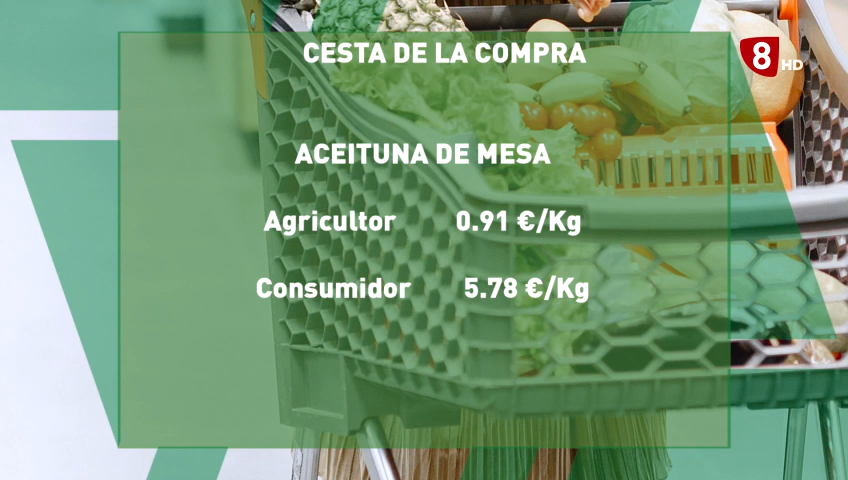 CESTA DE LA COMPRA
8 HD
ACEITUNA DE MESA
Agricultor 0.91 €/Kg
Consumidor 5.78 €/Kg